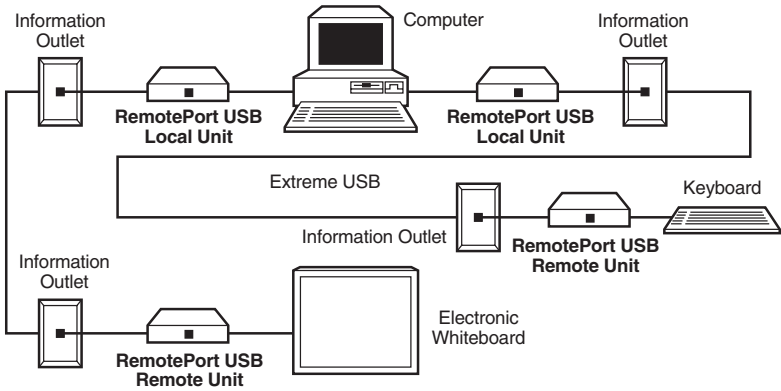 Information
Outlet
Computer
Information
Outlet
RemotePort USB
Local Unit
RemotePort USB
Local Unit
Extreme USB
Keyboard
Information Outlet
RemotePort USB
Remote Unit
Information
Outlet
Electronic
Whiteboard
RemotePort USB
Remote Unit